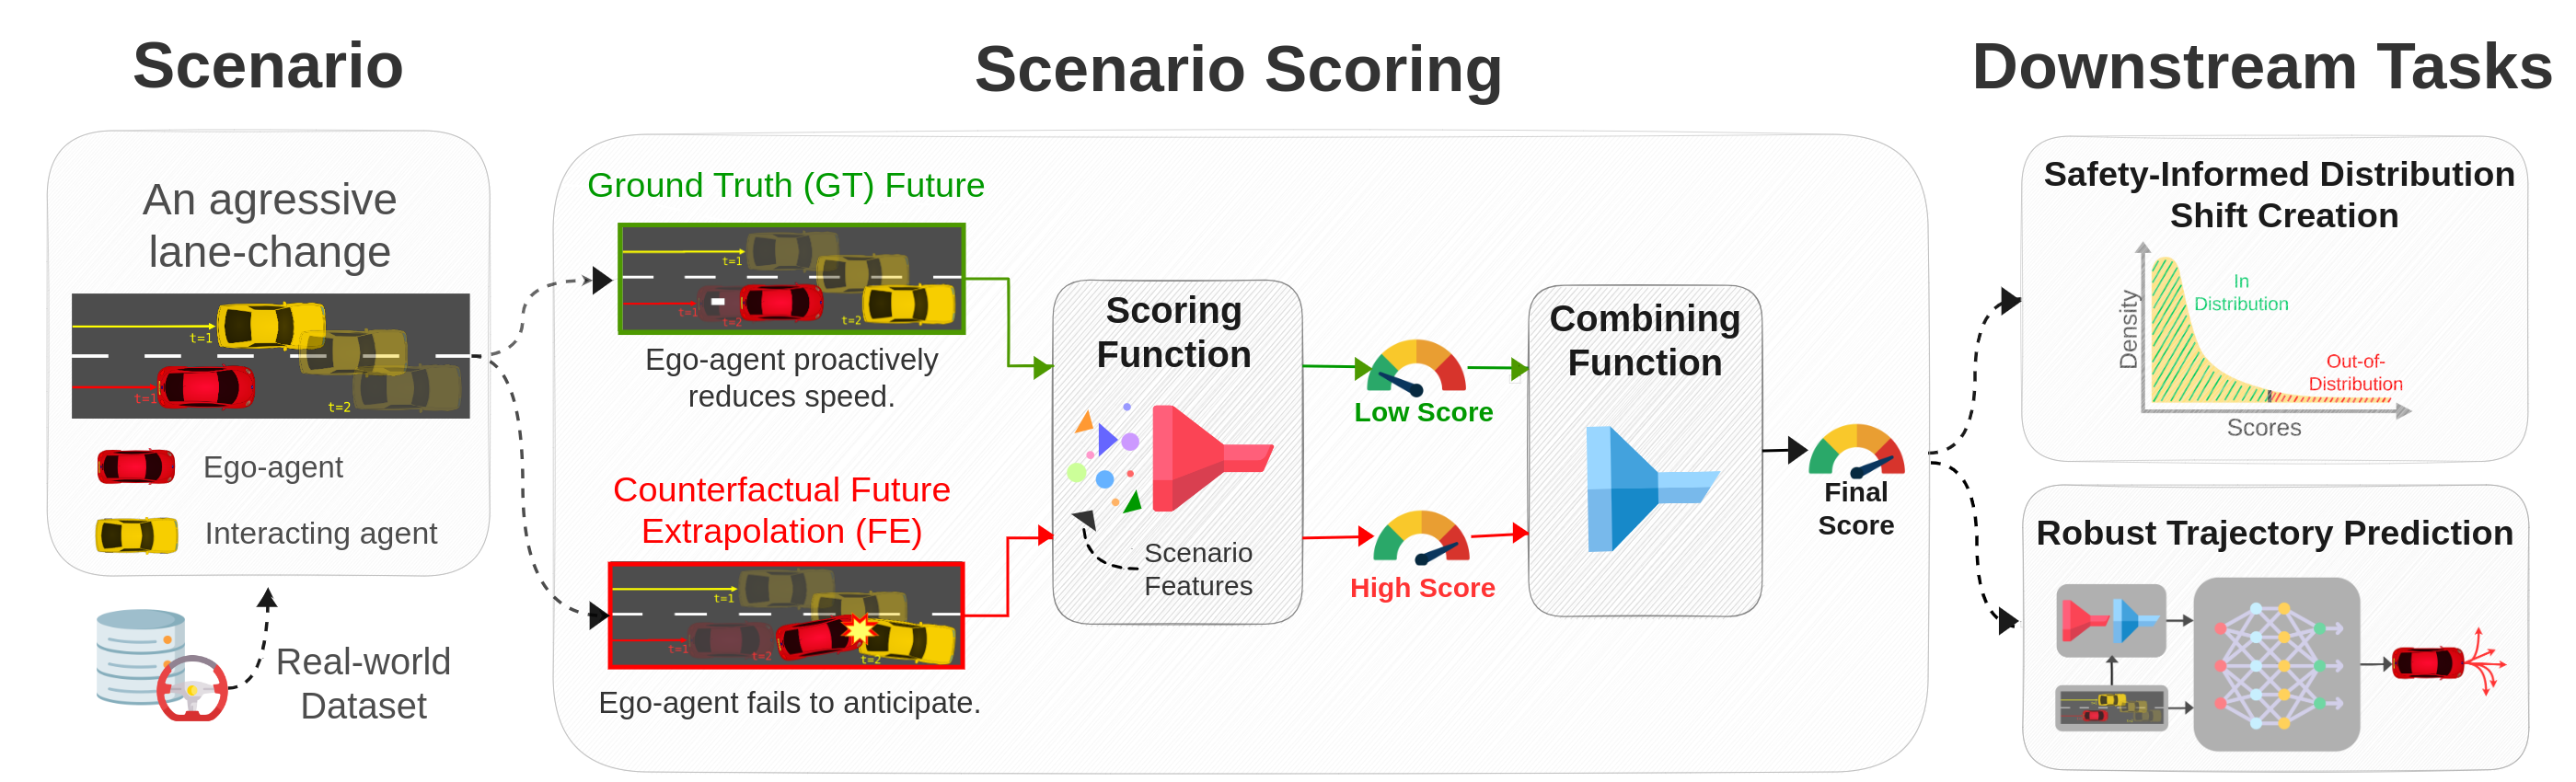 Scenario
An agressive
lane-change
t=1
t=1
t=2
Ego-agent
Interacting agent
Real-world
Dataset
Scenario Scoring
Ground Truth (GT) Future
t=1
t=1
t=2
t=2
Ego-agent proactively
reduces speed.
Counterfactual Future
Extrapolation (FE)
t=1
t=1
t=2
t=2
Ego-agent fails to anticipate.
Scoring
Function
Scenario
Features
Low Score
High Score
Combining
Function
Final
Score
Downstream Tasks
Safety-Informed Distribution
Shift Creation
Density
In
Distribution
Out-of-
Distribution
Scores
Robust Trajectory Prediction